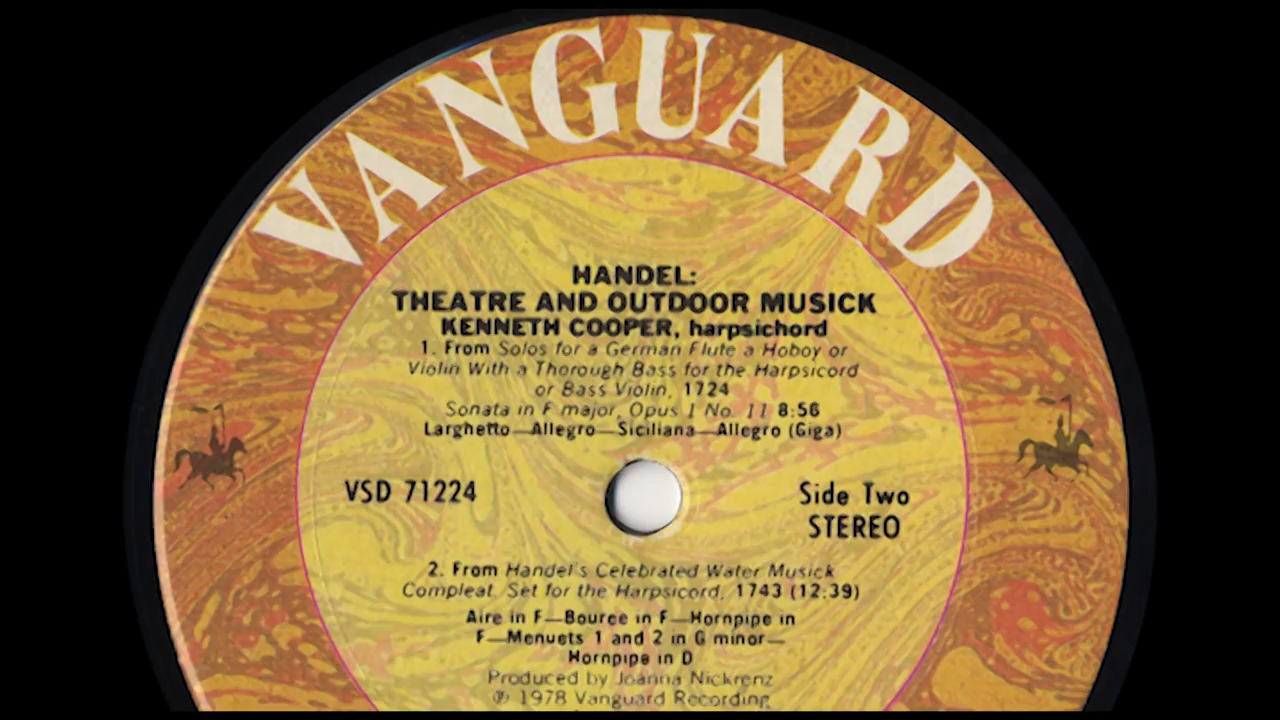 VANGUARD
HANDEL:
THEATRE AND OUTDOOR MUSICK
KENNETH COOPER, harpsichord
1. From Solos for a German Flute a Hoboy or
Violin With a Thorough Bass for the Harpsicord
or Bass Violin, 1724
Sonata in F major, Opus 1 No. 11 8:56
Larghetto—Allegro—Siciliana—Allegro (Giga)
VSD 71224
Side Two
STEREO
2. From Handel's Celebrated Water Musick
Compleat. Set for the Harpsicord, 1743 (12:39)
Aire in F—Bouree in F—Hornpipe in
F—Menuets 1 and 2 in G minor—
Hornpipe in D
Produced by Joanna Nickrenz
℗ 1978 Vanguard Recording